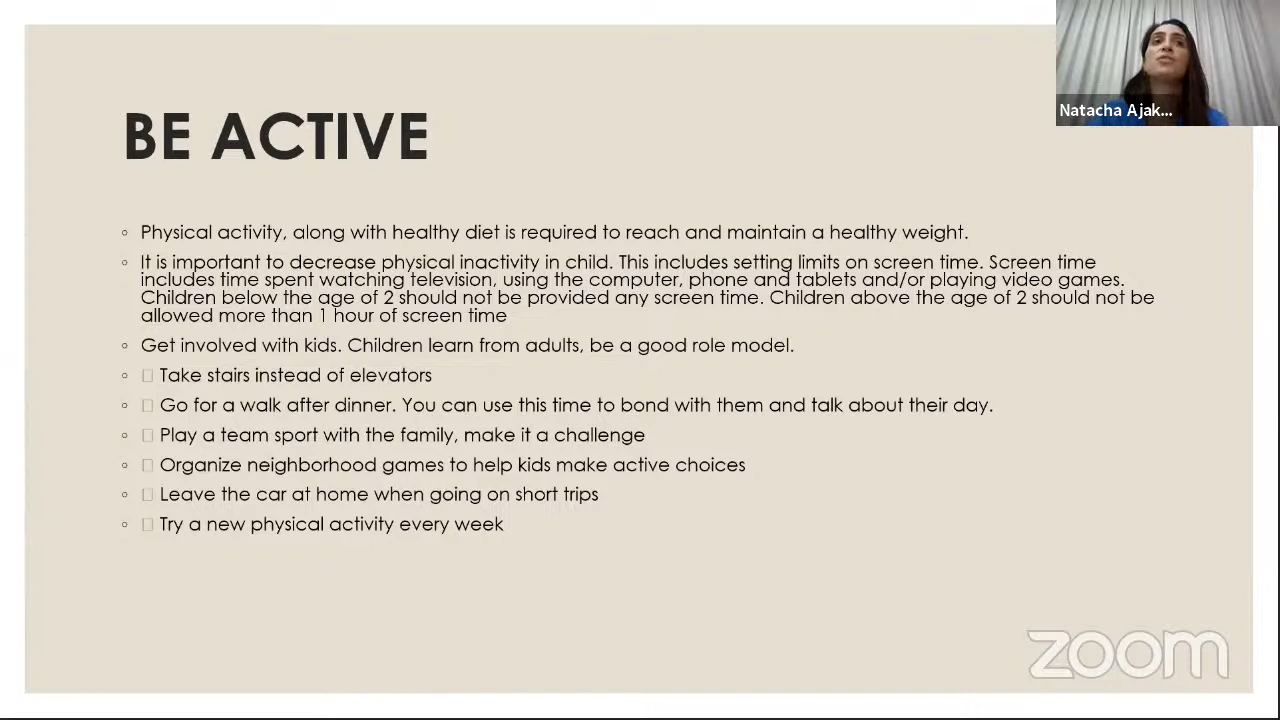 BE ACTIVE
Natacha Ajak...
◦ Physical activity, along with healthy diet is required to reach and maintain a healthy weight.
◦ It is important to decrease physical inactivity in child. This includes setting limits on screen time. Screen time
includes time spent watching television, using the computer, phone and tablets and/or playing video games.
Children below the age of 2 should not be provided any screen time. Children above the age of 2 should not be
allowed more than 1 hour of screen time
◦ Get involved with kids. Children learn from adults, be a good role model.
◦ Take stairs instead of elevators
◦ Go for a walk after dinner. You can use this time to bond with them and talk about their day.
◦ Play a team sport with the family, make it a challenge
◦ Organize neighborhood games to help kids make active choices
◦ Leave the car at home when going on short trips
◦ Try a new physical activity every week
zoom